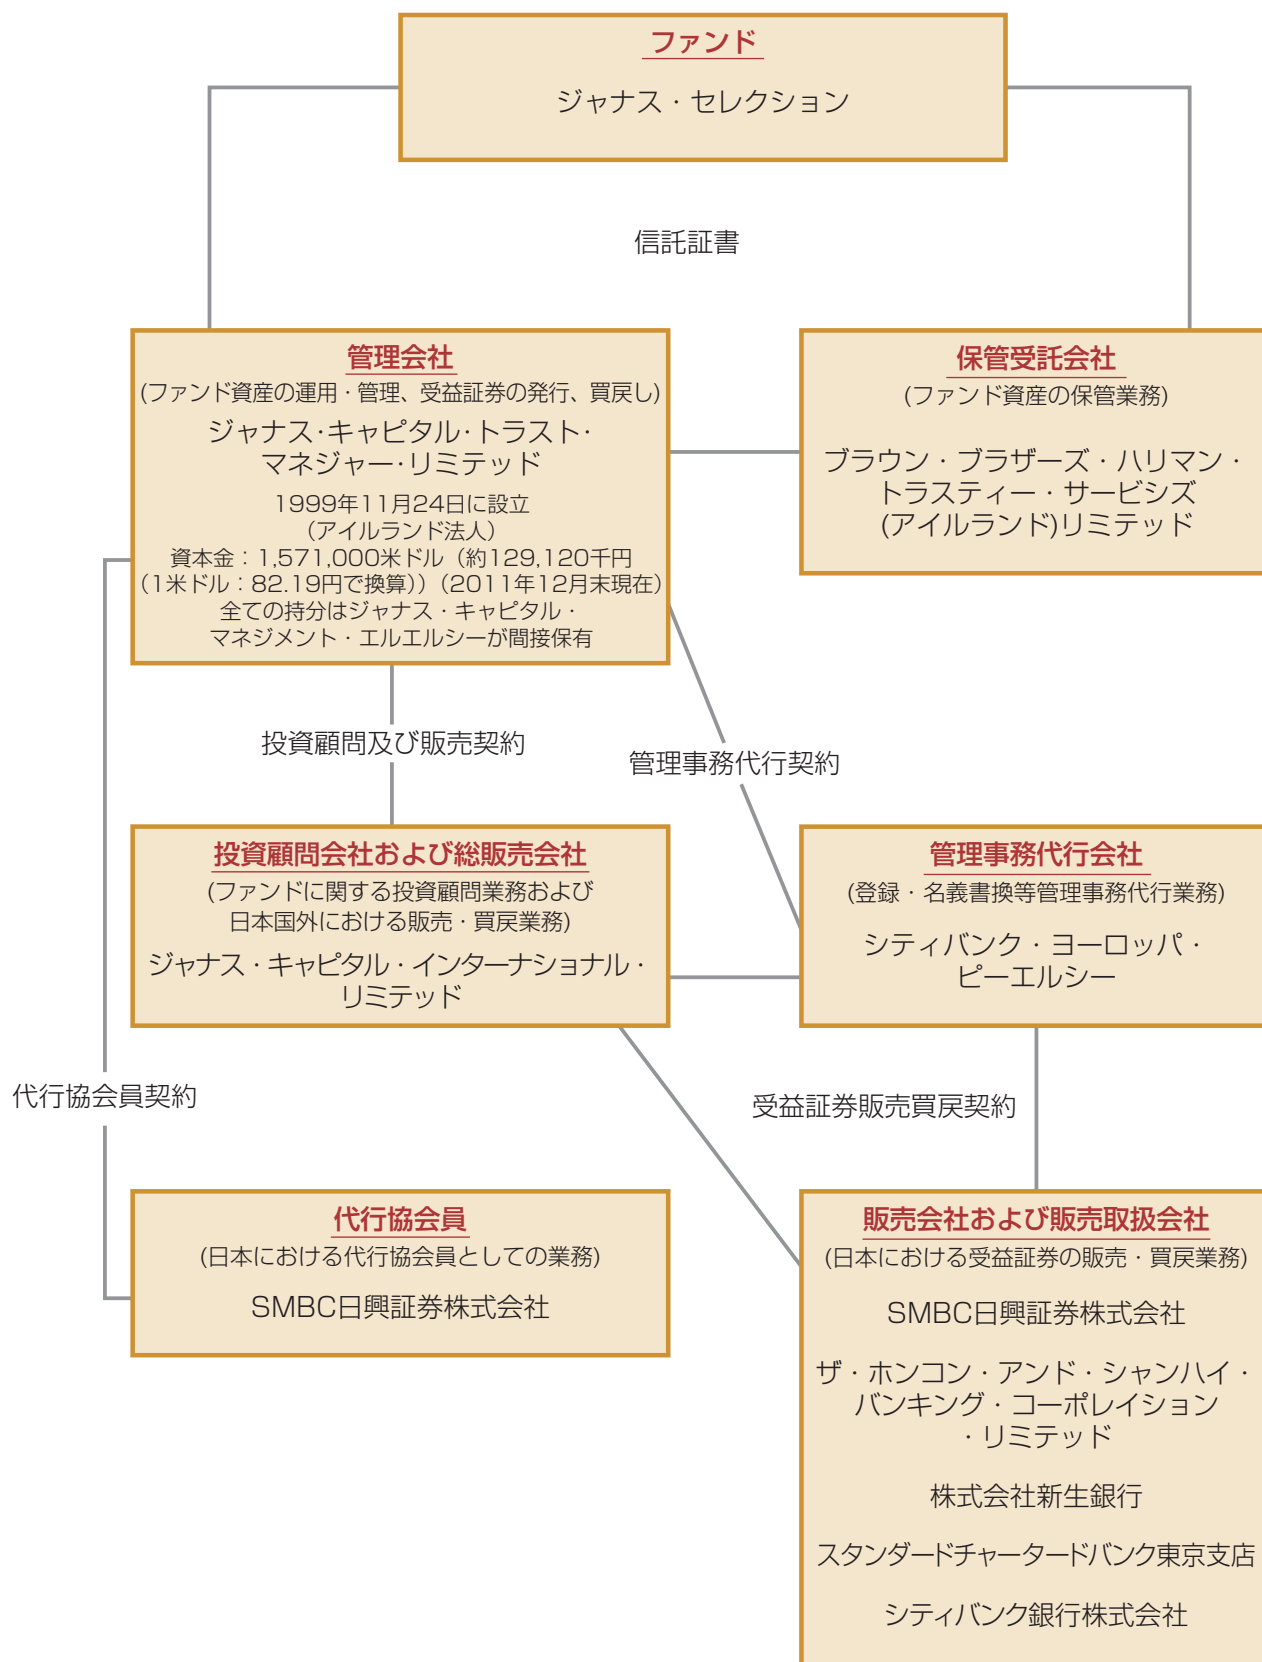 ファンド
ジャナス・セレクション
信託証書
管理会社
(ファンド資産の運用・管理、受益証券の発行、買戻し)
ジャナス・キャピタル・トラスト・
マネジャー・リミテッド
1999年11月24日に設立
（アイルランド法人）
資本金：1,571,000米ドル（約129,120千円
（1米ドル：82.19円で換算））（2011年12月末現在）
全ての持分はジャナス・キャピタル・
マネジメント・エルエルシーが間接保有
保管受託会社
(ファンド資産の保管業務)
ブラウン・ブラザーズ・ハリマン・
トラスティー・サービシズ
(アイルランド)リミテッド
投資顧問及び販売契約
管理事務代行契約
投資顧問会社および総販売会社
(ファンドに関する投資顧問業務および
日本国外における販売・買戻業務)
ジャナス・キャピタル・インターナショナル・
リミテッド
管理事務代行会社
(登録・名義書換等管理事務代行業務)
シティバンク・ヨーロッパ・
ピーエルシー
代行協会員契約
受益証券販売買戻契約
代行協会員
(日本における代行協会員としての業務)
SMBC日興証券株式会社
販売会社および販売取扱会社
(日本における受益証券の販売・買戻業務)
SMBC日興証券株式会社
ザ・ホンコン・アンド・シャンハイ・
バンキング・コーポレイション
・リミテッド
株式会社新生銀行
スタンダードチャータードバンク東京支店
シティバンク銀行株式会社